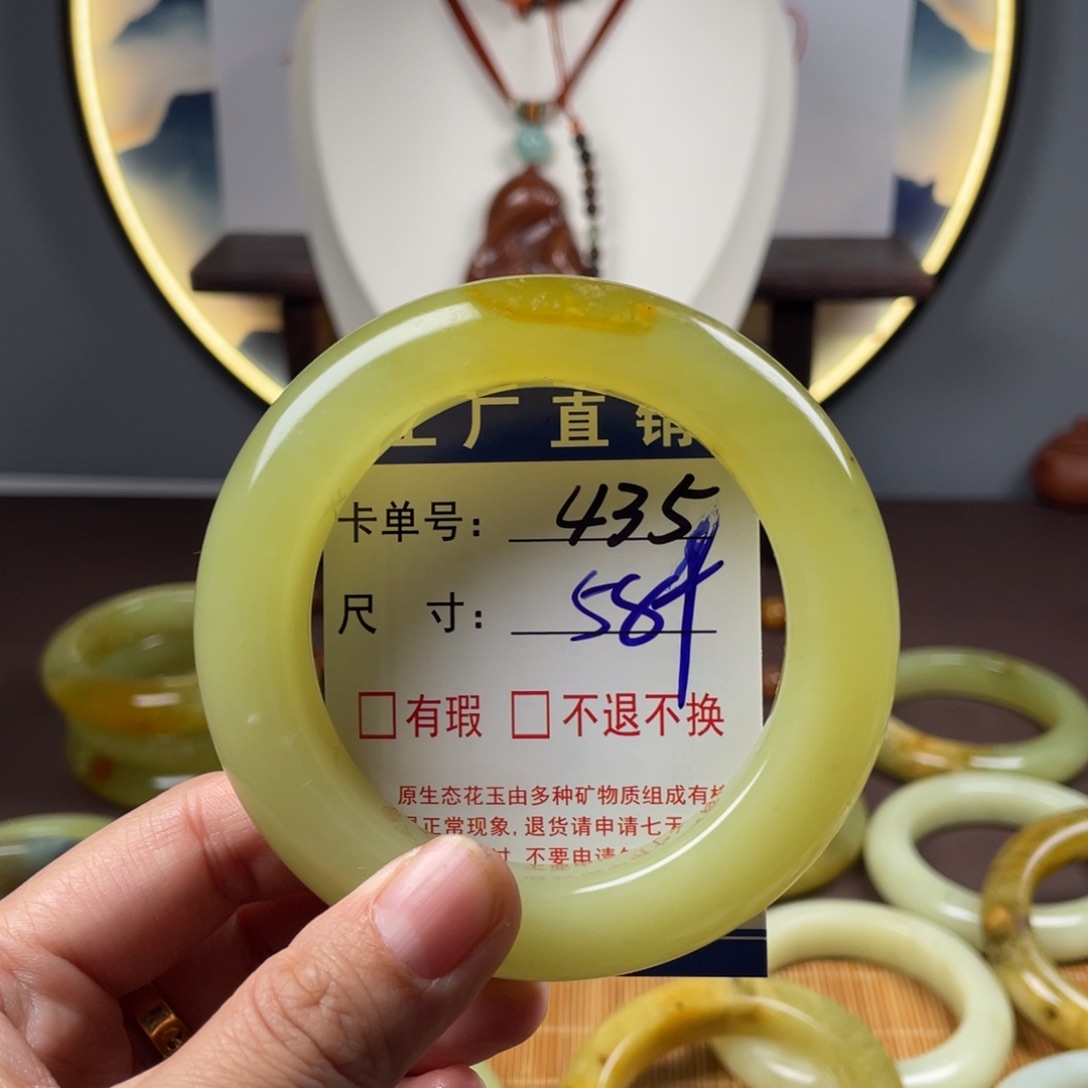 工厂直销
卡单号: 435
尺 寸: 58
□有瑕 □不退不换
原生态花玉由多种矿物质组成有
正常现象,退货请申请七天
不要申请